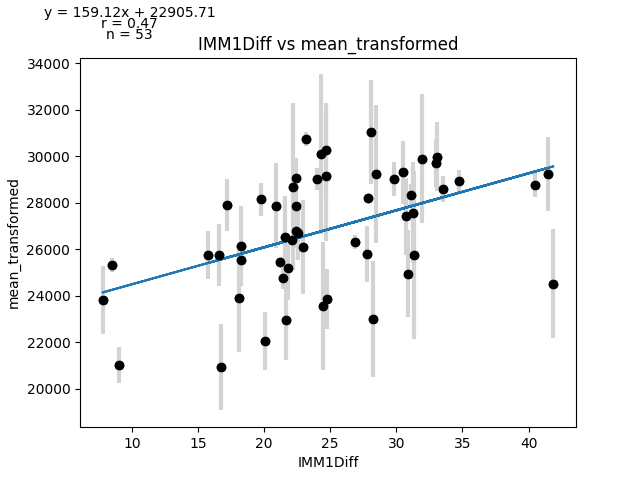 y = 159.12x + 22905.71
r = 0.47
n = 53
IMM1Diff vs mean_transformed
34000
32000
30000
28000
26000
24000
22000
20000
mean_transformed
10 15 20 25 30 35 40
IMM1Diff